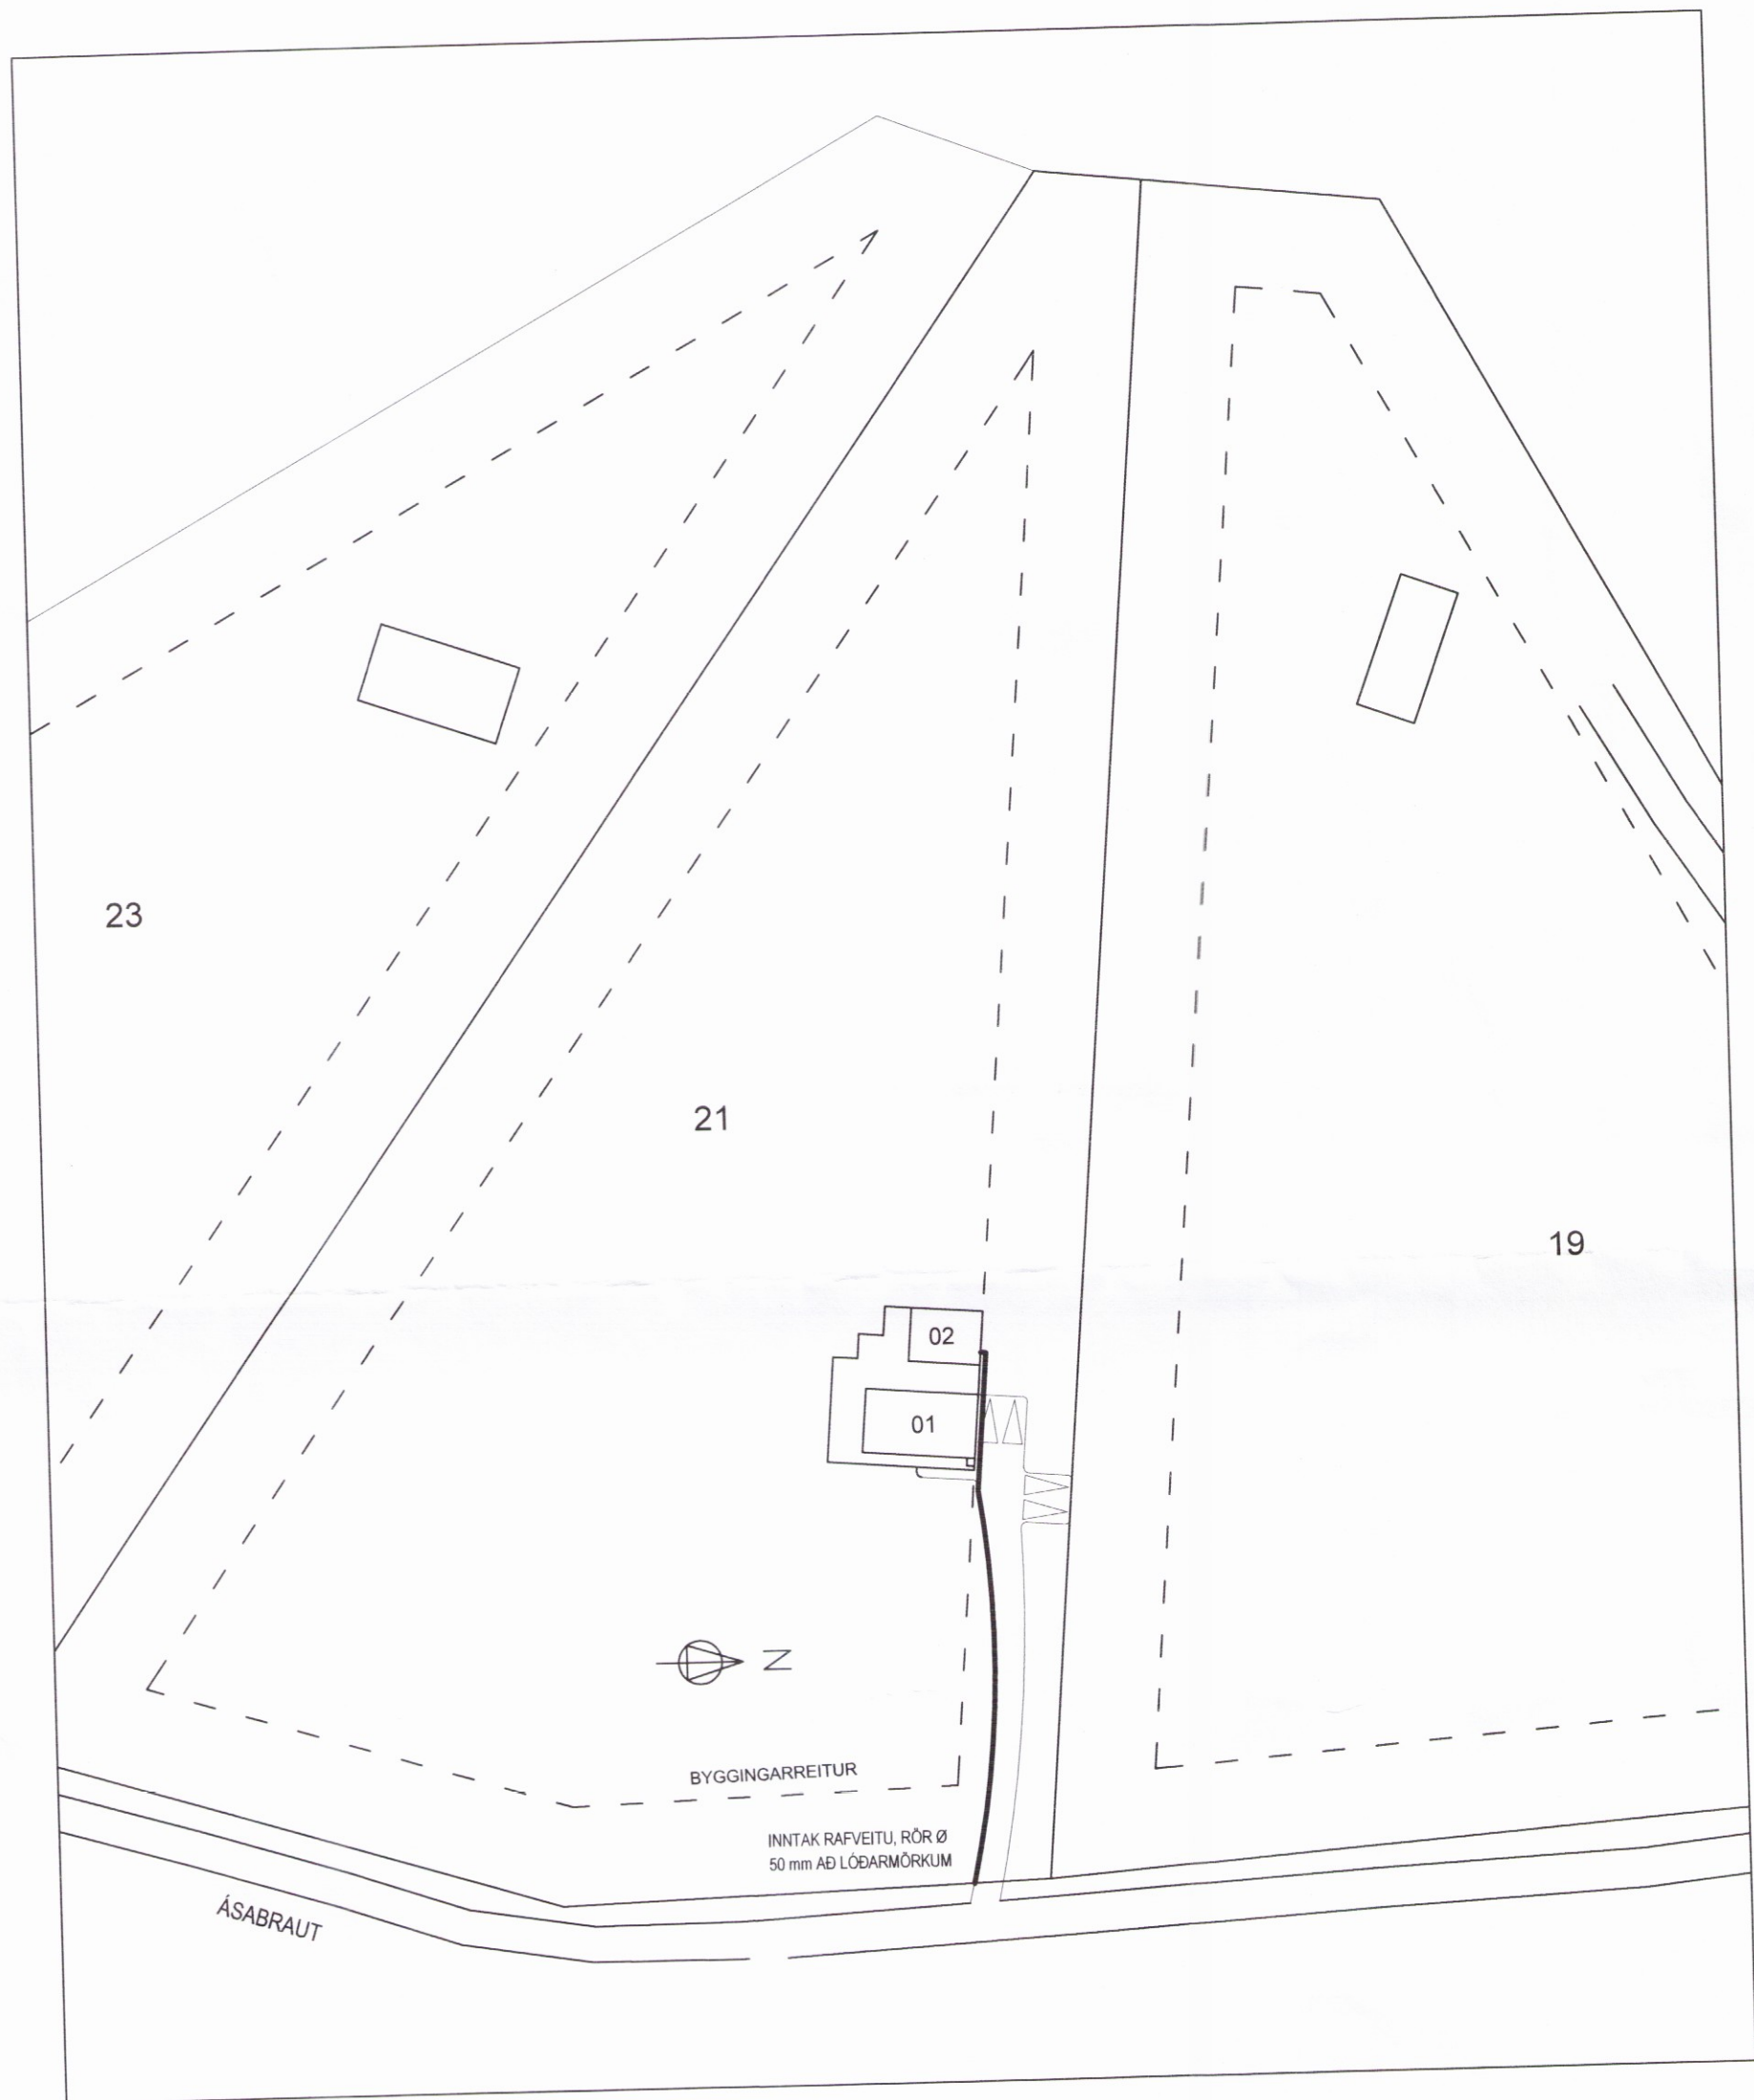 23
21
19
02
01
N
BYGGINGARREITUR
INNTAK RAFVEITU, RÖR Ø
50 mm AÐ LÓÐARMÖRKUM
ÁSABRAUT